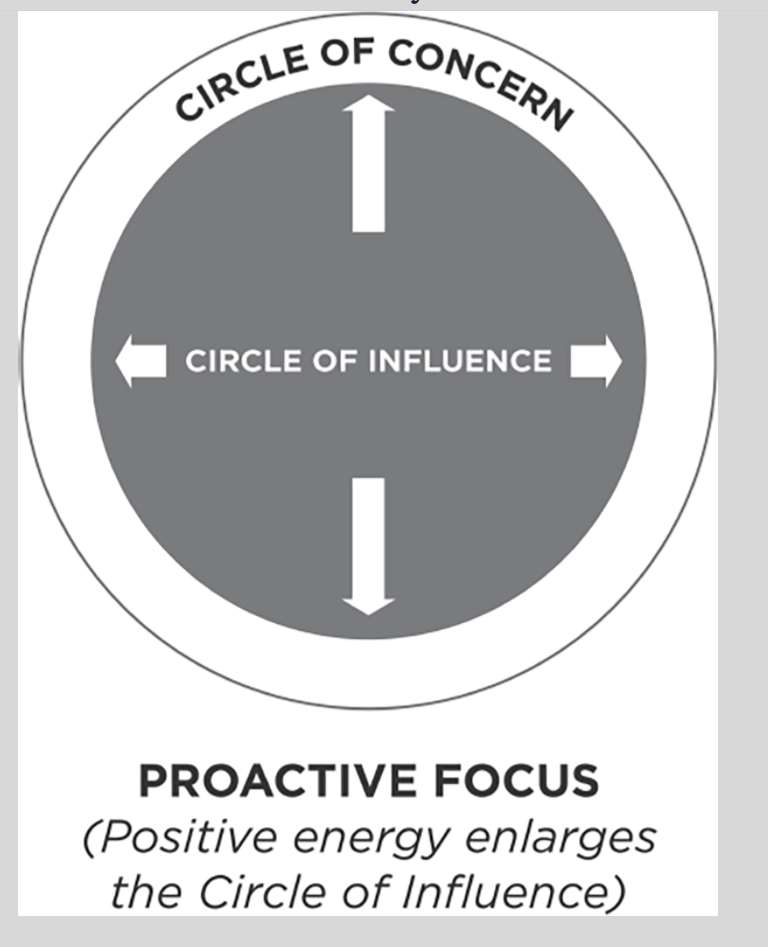 CIRCLE OF CONCERN
CIRCLE OF INFLUENCE
PROACTIVE FOCUS
(Positive energy enlarges
the Circle of Influence)